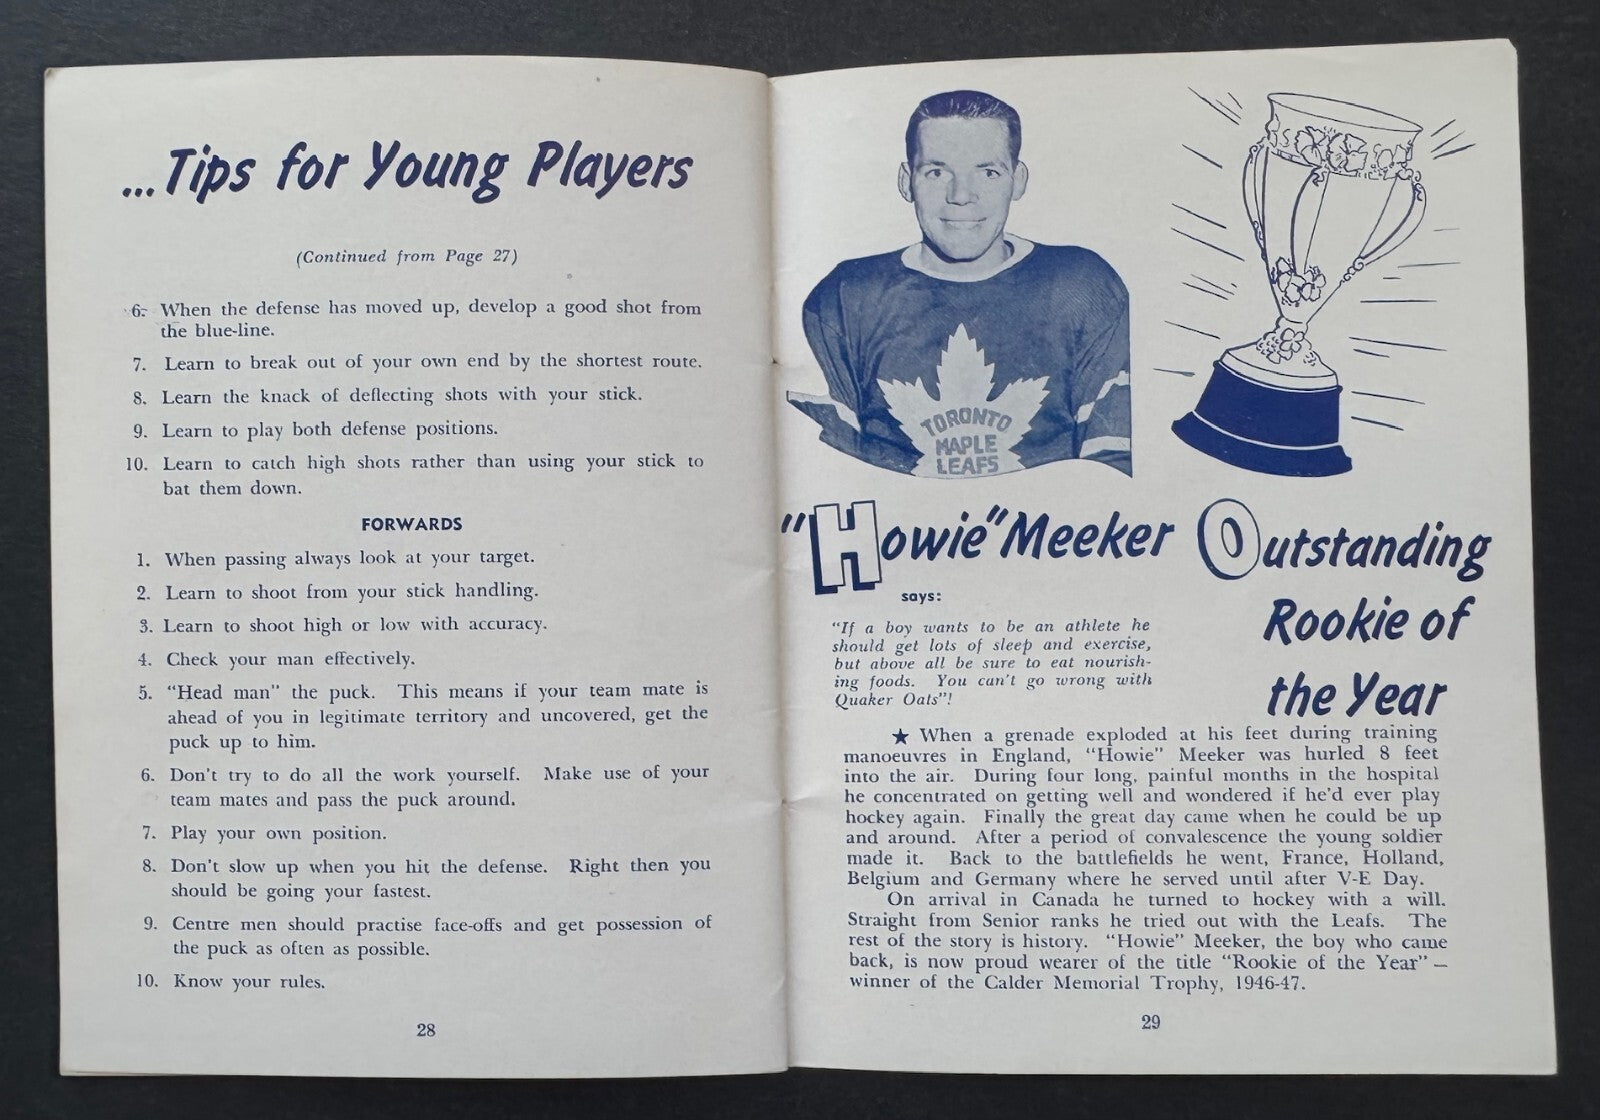 ...Tips for Young Players
(Continued from Page 27)
6. When the defense has moved up, develop a good shot from
the blue-line.
7. Learn to break out of your own end by the shortest route.
8. Learn the knack of deflecting shots with your stick.
9. Learn to play both defense positions.
10. Learn to catch high shots rather than using your stick to
bat them down.
FORWARDS
1. When passing always look at your target.
2. Learn to shoot from your stick handling.
3. Learn to shoot high or low with accuracy.
4. Check your man effectively.
5. "Head man" the puck. This means if your team mate is
ahead of you in legitimate territory and uncovered, get the
puck up to him.
6. Don't try to do all the work yourself. Make use of your
team mates and pass the puck around.
7. Play your own position.
8. Don't slow up when you hit the defense. Right then you
should be going your fastest.
9. Centre men should practise face-offs and get possession of
the puck as often as possible.
10. Know your rules.
28
TORONTO
MAPLE
LEAFS
"Howie" Meeker
says:
Outstanding
Rookie of
the Year
"If a boy wants to be an athlete he
should get lots of sleep and exercise,
but above all be sure to eat nourish-
ing foods. You can't go wrong with
Quaker Oats"!
★ When a grenade exploded at his feet during training
manoeuvres in England, "Howie" Meeker was hurled 8 feet
into the air. During four long, painful months in the hospital
he concentrated on getting well and wondered if he'd ever play
hockey again. Finally the great day came when he could be up
and around. After a period of convalescence the young soldier
made it. Back to the battlefields he went, France, Holland,
Belgium and Germany where he served until after V-E Day.
On arrival in Canada he turned to hockey with a will.
Straight from Senior ranks he tried out with the Leafs. The
rest of the story is history. "Howie" Meeker, the boy who came
back, is now proud wearer of the title "Rookie of the Year" —
winner of the Calder Memorial Trophy, 1946-47.
29